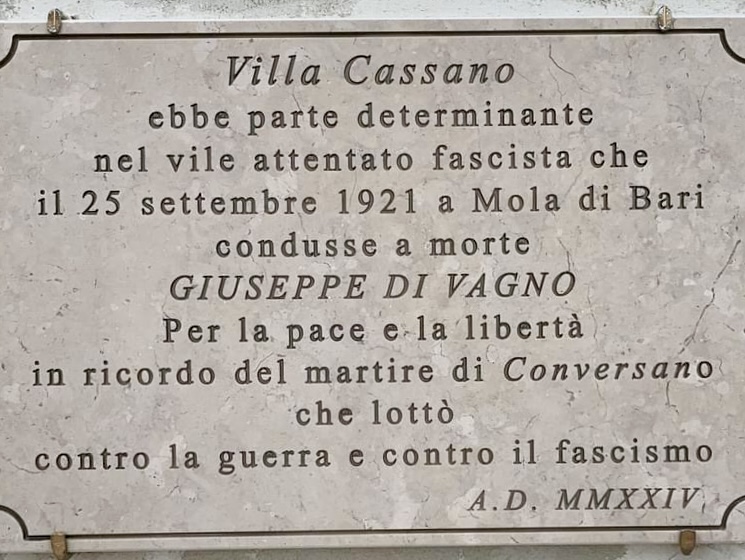 Villa Cassano
ebbe parte determinante
nel vile attentato fascista che
il 25 settembre 1921 a Mola di Bari
condusse a morte
GIUSEPPE DI VAGNO
Per la pace e la libertà
in ricordo del martire di Conversano
che lottò
contro la guerra e contro il fascismo
A.D. MMXXIV